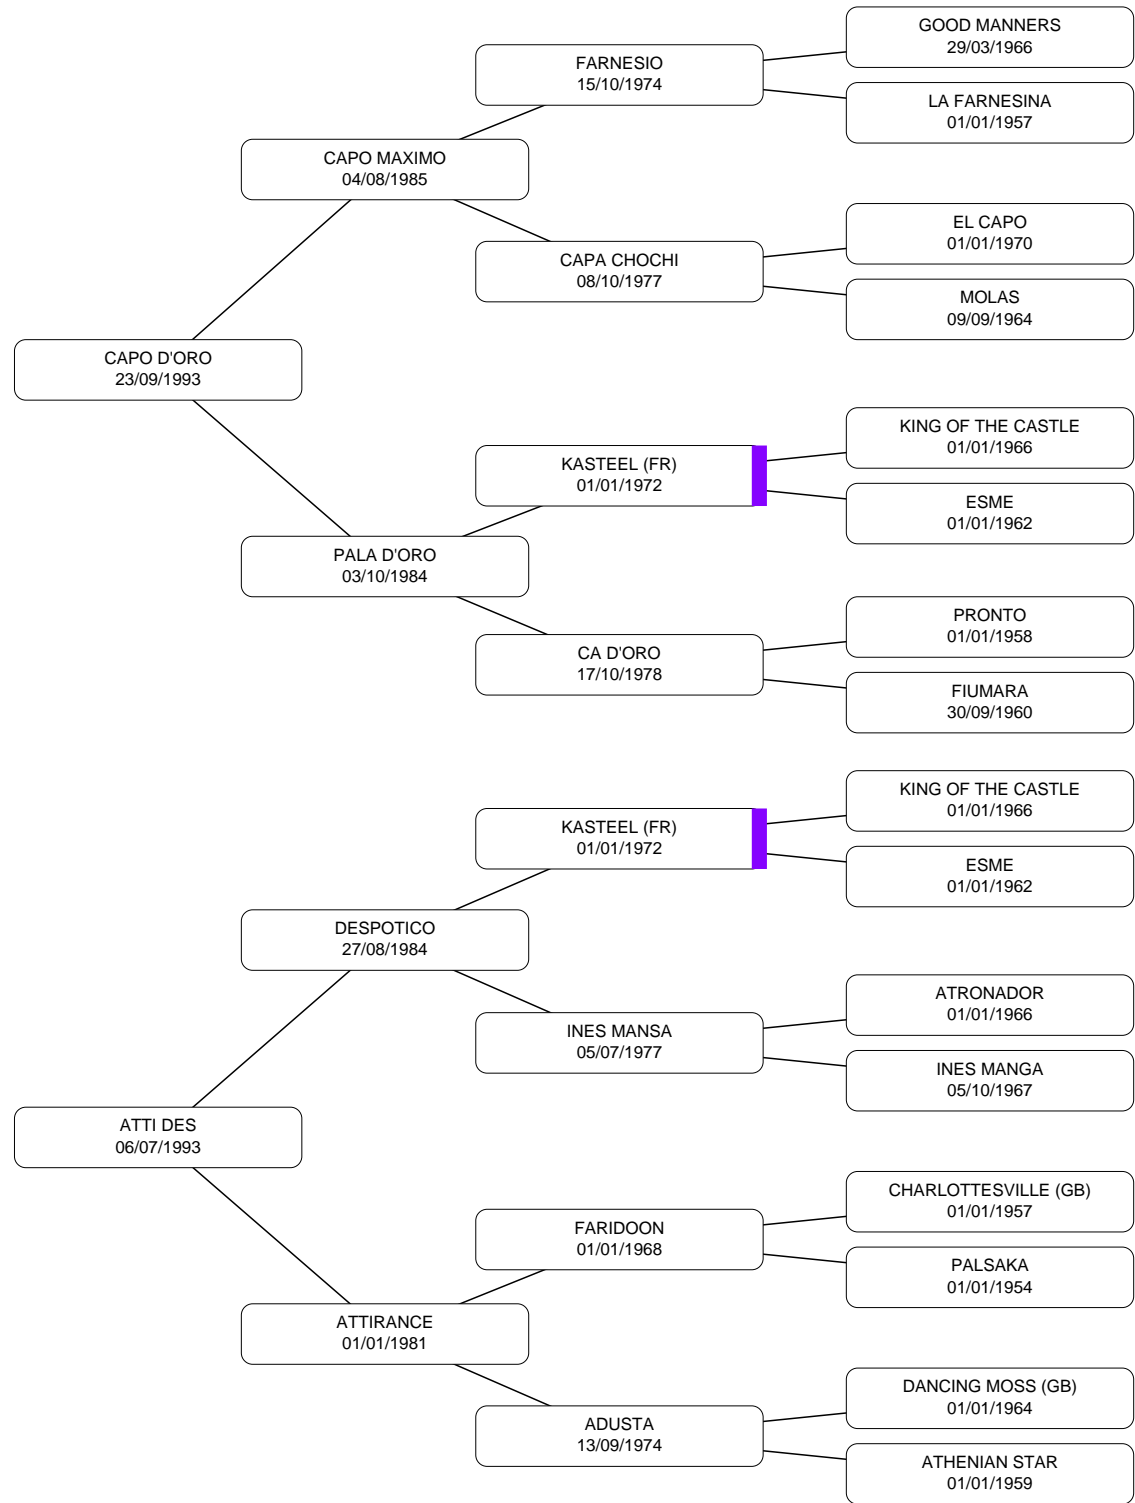 GOOD MANNERS
29/03/1966
FARNESIO
15/10/1974
LA FARNESINA
01/01/1957
CAPO MAXIMO
04/08/1985
EL CAPO
01/01/1970
CAPA CHOCHI
08/10/1977
MOLAS
09/09/1964
CAPO D'ORO
23/09/1993
KING OF THE CASTLE
01/01/1966
KASTEEL (FR)
01/01/1972
ESME
01/01/1962
PALA D'ORO
03/10/1984
PRONTO
01/01/1958
CA D'ORO
17/10/1978
FIUMARA
30/09/1960
KING OF THE CASTLE
01/01/1966
KASTEEL (FR)
01/01/1972
ESME
01/01/1962
DESPOTICO
27/08/1984
ATRONADOR
01/01/1966
INES MANSA
05/07/1977
INES MANGA
05/10/1967
ATTI DES
06/07/1993
CHARLOTTESVILLE (GB)
01/01/1957
FARIDOON
01/01/1968
PALSAKA
01/01/1954
ATTIRANCE
01/01/1981
DANCING MOSS (GB)
01/01/1964
ADUSTA
13/09/1974
ATHENIAN STAR
01/01/1959